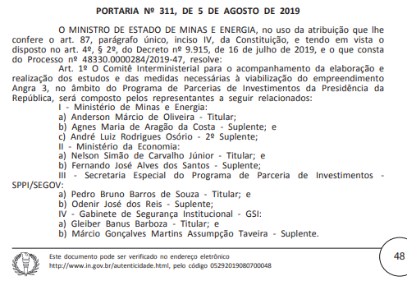 PORTARIA Nº 311, DE 5 DE AGOSTO DE 2019
O MINISTRO DE ESTADO DE MINAS E ENERGIA, no uso da atribuição que lhe
confere o art. 87, parágrafo único, inciso IV, da Constituição, e tendo em vista o
disposto no art. 4º, § 2º, do Decreto nº 9.915, de 16 de julho de 2019, e o que consta
do Processo nº 48330.0000284/2019-47, resolve:
Art. 1º O Comitê Interministerial para o acompanhamento da elaboração e
realização dos estudos e das medidas necessárias à viabilização do empreendimento
Angra 3, no âmbito do Programa de Parcerias de Investimentos da Presidência da
República, será composto pelos representantes a seguir relacionados:
I - Ministério de Minas e Energia:
a) Anderson Márcio de Oliveira - Titular;
b) Agnes Maria de Aragão da Costa - Suplente; e
c) André Luiz Rodrigues Osório - 2º Suplente;
II - Ministério da Economia:
a) Nelson Simão de Carvalho Júnior - Titular; e
b) Fernando José Alves dos Santos - Suplente;
III - Secretaria Especial do Programa de Parceria de Investimentos -
SPPI/SEGOV:
a) Pedro Bruno Barros de Souza - Titular; e
b) Odenir José dos Reis - Suplente;
IV - Gabinete de Segurança Institucional - GSI:
a) Gleiber Banus Barboza - Titular; e
b) Márcio Gonçalves Martins Assumpção Taveira - Suplente.
Este documento pode ser verificado no endereço eletrônico
http://www.in.gov.br/autenticidade.html, pelo código 05292019080700048
48